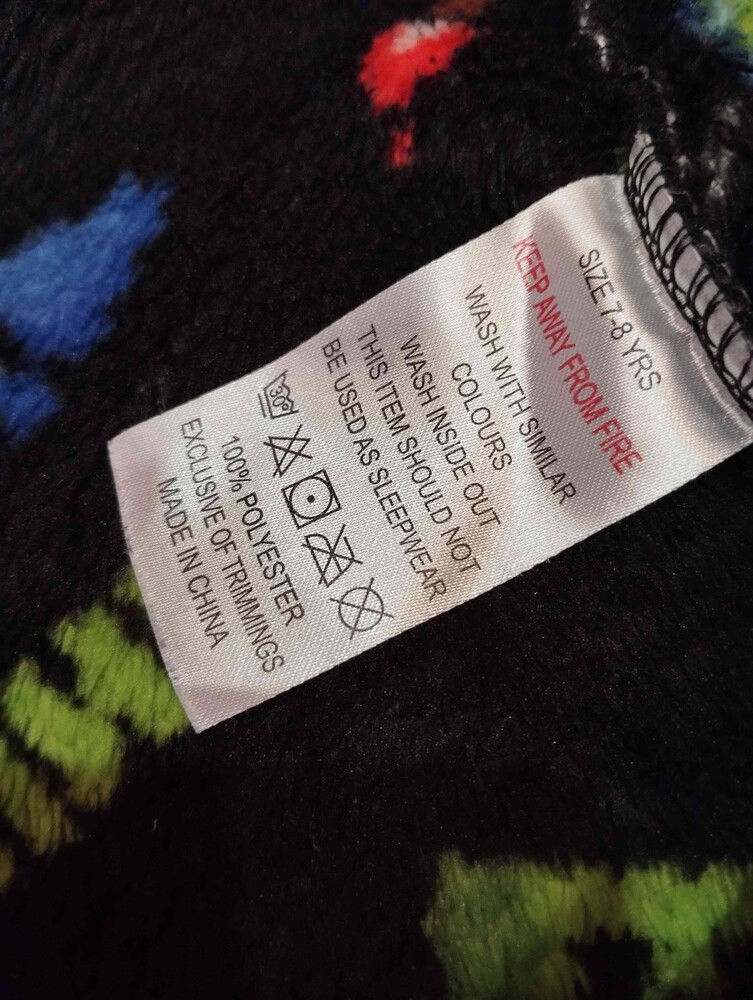 SIZE 7-8 YRS
KEEP AWAY FROM FIRE
WASH WITH SIMILAR
COLOURS
WASH INSIDE OUT
THIS ITEM SHOULD NOT
BE USED AS SLEEPWEAR
30°
100% POLYESTER
EXCLUSIVE OF TRIMMINGS
MADE IN CHINA